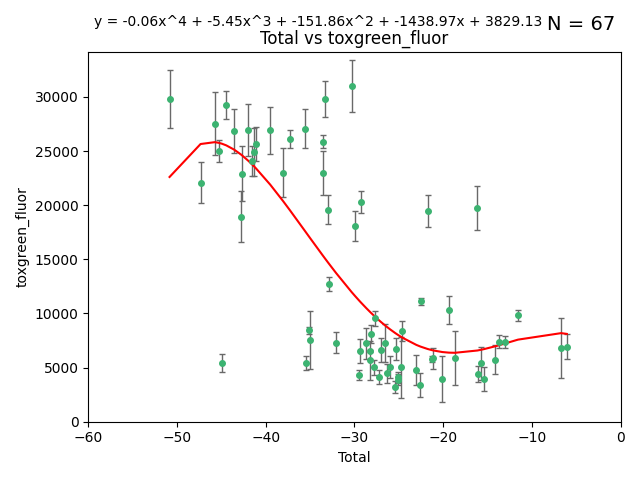 y = -0.06x^4 + -5.45x^3 + -151.86x^2 + -1438.97x + 3829.13 N = 67
Total vs toxgreen_fluor
30000
25000
20000
15000
10000
5000
0
toxgreen_fluor
−60 −50 −40 −30 −20 −10 0
Total